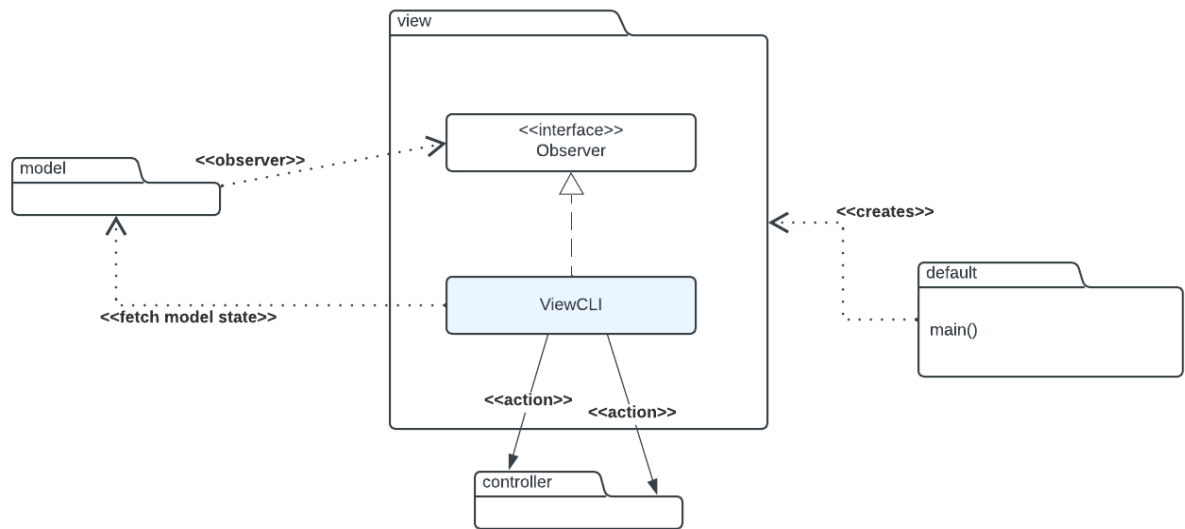 view
<<interface>>
Observer
<<observer>>
model
<<creates>>
default
main()
ViewCLI
<<fetch model state>>
<<action>>
<<action>>
controller